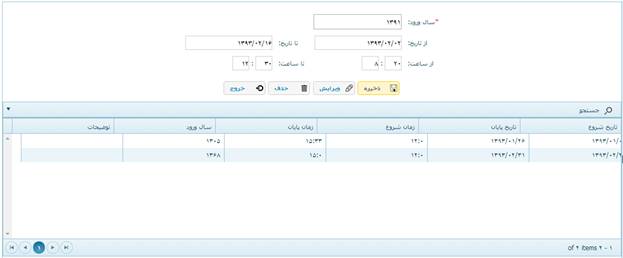 *سال ورود: ۱۳۹۱
از تاریخ: ۱۳۹۳/۰۲/۰۲ تا تاریخ: ۱۳۹۳/۰۲/۱۶
از ساعت: ۲۰ : ۸ تا ساعت: ۳۰ : ۱۲
ذخیره ویرایش حذف خروج
جستجو
تاریخ شروع تاریخ پایان زمان شروع زمان پایان سال ورود توضیحات
۱۳۹۳/۰۱/۰ ۱۳۹۳/۰۱/۲۶ ۱۲:۰ ۱۵:۳۳ ۱۳۰۵
۱۳۹۳/۰۲/۲ ۱۳۹۳/۰۲/۳۱ ۱۲:۰ ۱۵:۰ ۱۳۶۸
۱ - ۲ of ۲ items ۱